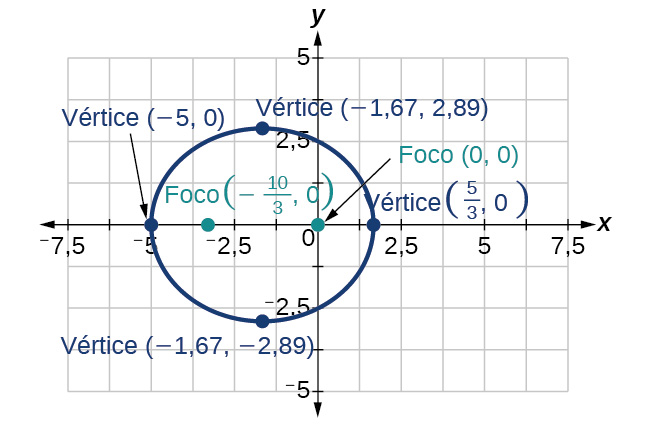 y
5
Vértice (−1,67, 2,89)
Vértice (−5, 0)
2,5
Foco (0, 0)
Foco (− 10/3, 0)
Vértice (5/3, 0)
x
−7,5 −5 −2,5 0 2,5 5 7,5
−2,5
Vértice (−1,67, −2,89)
−5